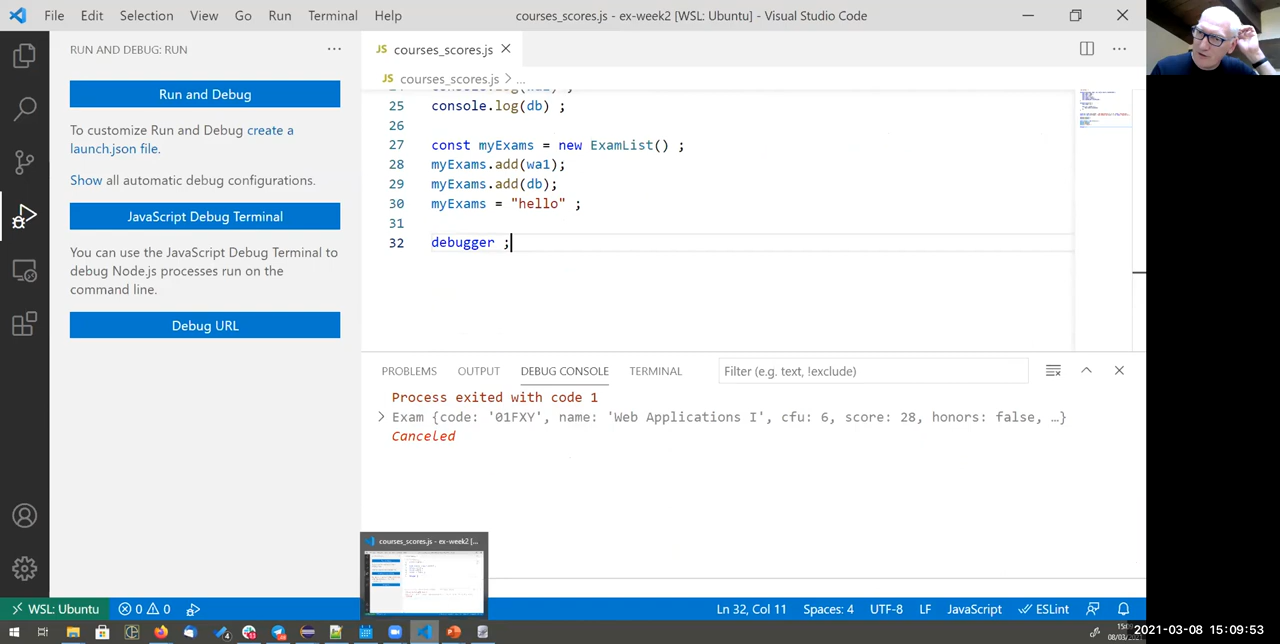 File Edit Selection View Go Run Terminal Help courses_scores.js - ex-week2 [WSL: Ubuntu] - Visual Studio Code
RUN AND DEBUG: RUN
Run and Debug
To customize Run and Debug create a
launch.json file.
Show all automatic debug configurations.
JavaScript Debug Terminal
You can use the JavaScript Debug Terminal to
debug Node.js processes run on the
command line.
Debug URL
JS courses_scores.js
JS courses_scores.js > ...
25 console.log(db) ;
26
27 const myExams = new ExamList() ;
28 myExams.add(wa1);
29 myExams.add(db);
30 myExams = "hello" ;
31
32 debugger ;
PROBLEMS OUTPUT DEBUG CONSOLE TERMINAL Filter (e.g. text, !exclude)
Process exited with code 1
> Exam {code: '01FXY', name: 'Web Applications I', cfu: 6, score: 28, honors: false, …}
Canceled
courses_scores.js - ex-week2 [...
WSL: Ubuntu 0 0 Ln 32, Col 11 Spaces: 4 UTF-8 LF JavaScript ESLint
2021-03-08 15:09:53